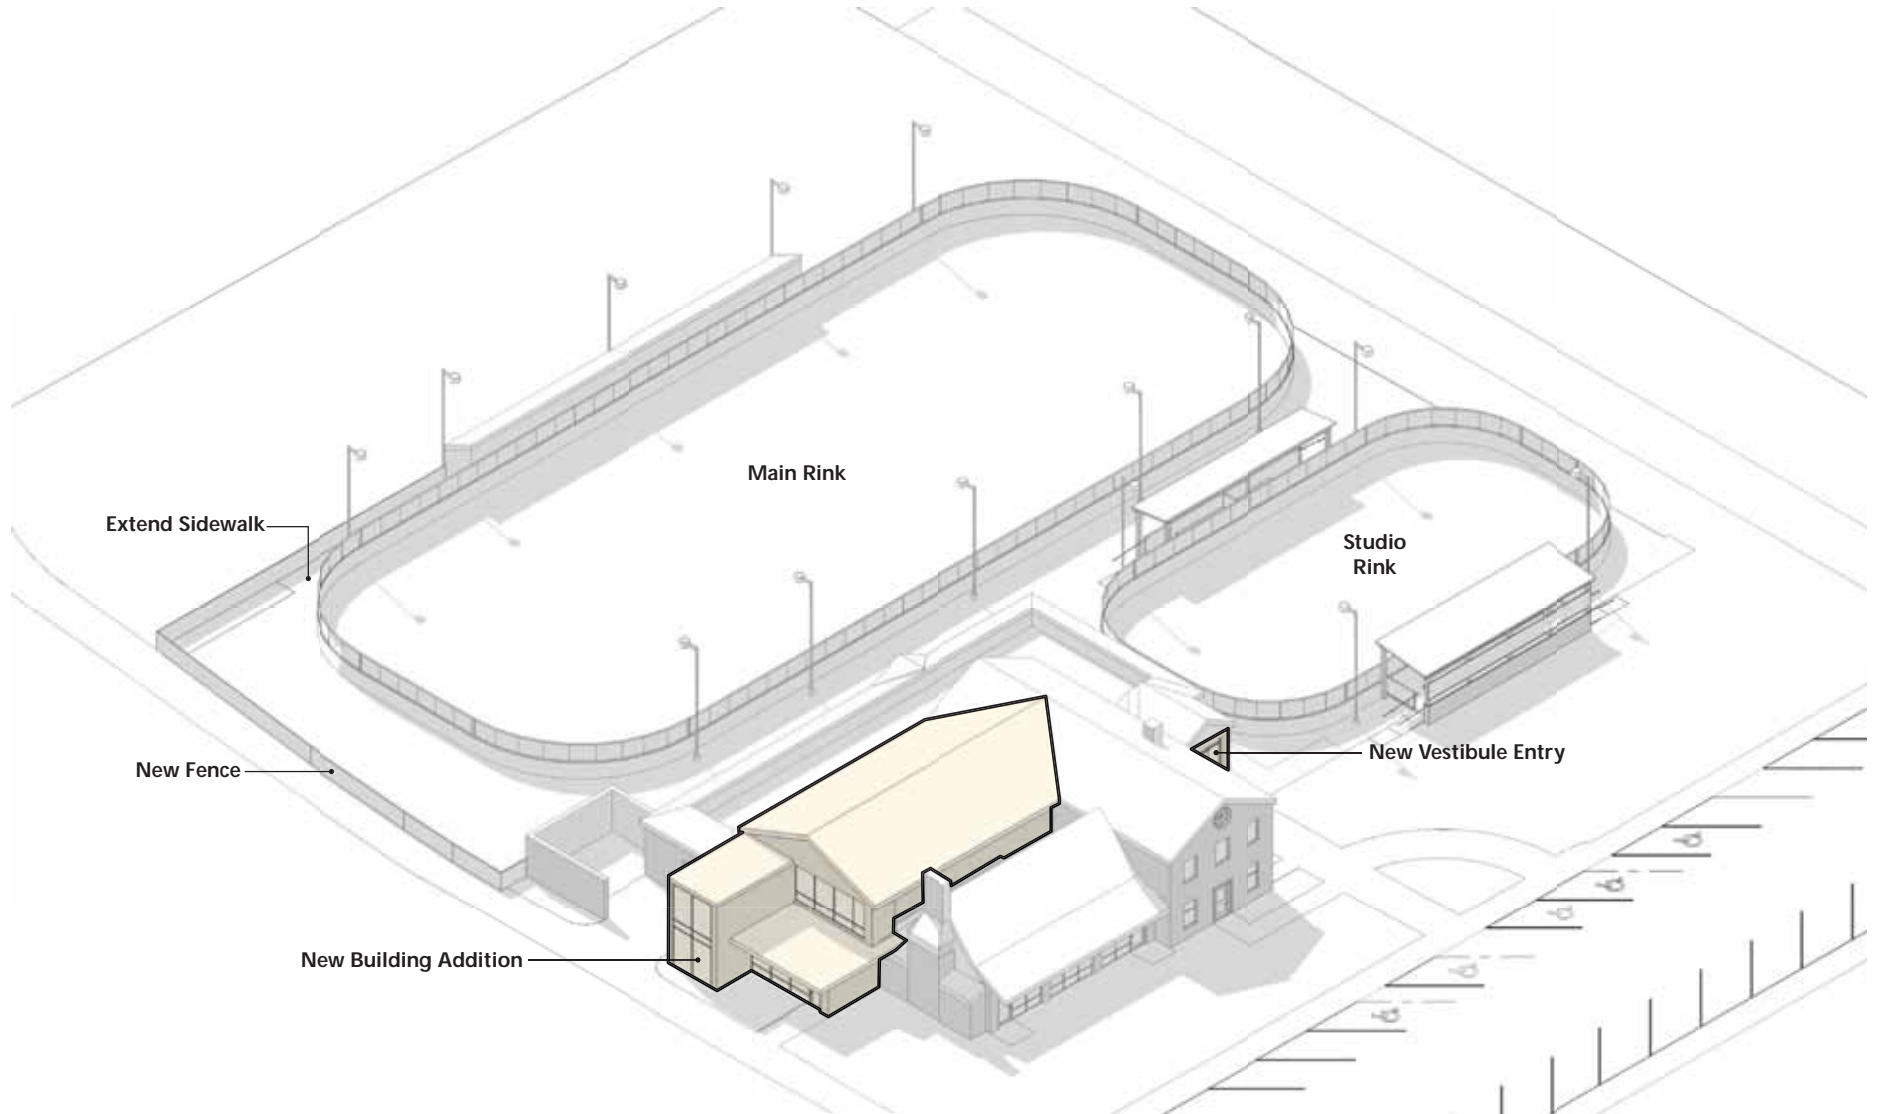 Main Rink
Extend Sidewalk
Studio
Rink
New Vestibule Entry
New Fence
New Building Addition